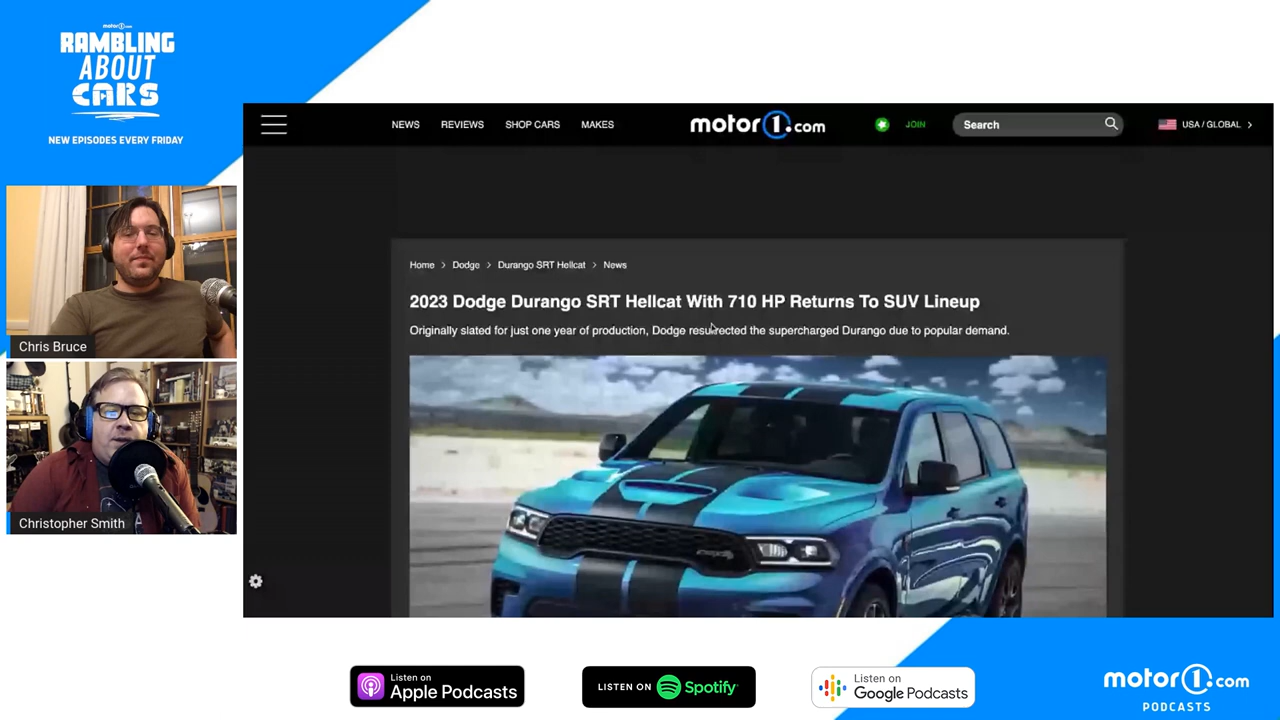 motor1.com
RAMBLING
ABOUT
CARS
NEW EPISODES EVERY FRIDAY
NEWS REVIEWS SHOP CARS MAKES motor1.com JOIN Search USA / GLOBAL >
Home > Dodge > Durango SRT Hellcat > News
2023 Dodge Durango SRT Hellcat With 710 HP Returns To SUV Lineup
Originally slated for just one year of production, Dodge resurrected the supercharged Durango due to popular demand.
Chris Bruce
Christopher Smith
Listen on
Apple Podcasts
LISTEN ON Spotify
Listen on
Google Podcasts
motor1.com
PODCASTS